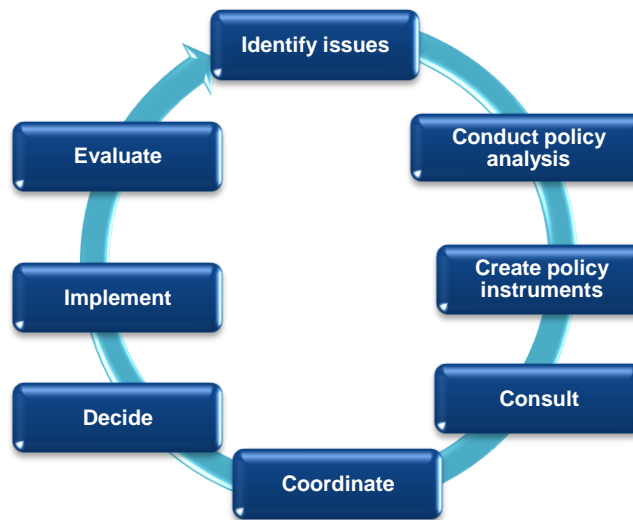 Identify issues
Conduct policy
analysis
Create policy
instruments
Consult
Coordinate
Decide
Implement
Evaluate